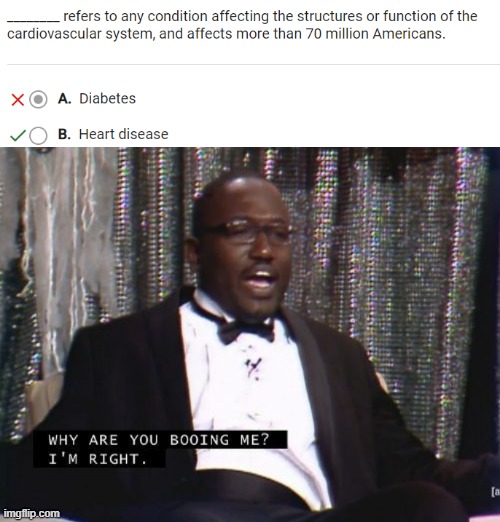 ________ refers to any condition affecting the structures or function of the
cardiovascular system, and affects more than 70 million Americans.
A. Diabetes
B. Heart disease
WHY ARE YOU BOOING ME?
I'M RIGHT.
[a
imgflip.com